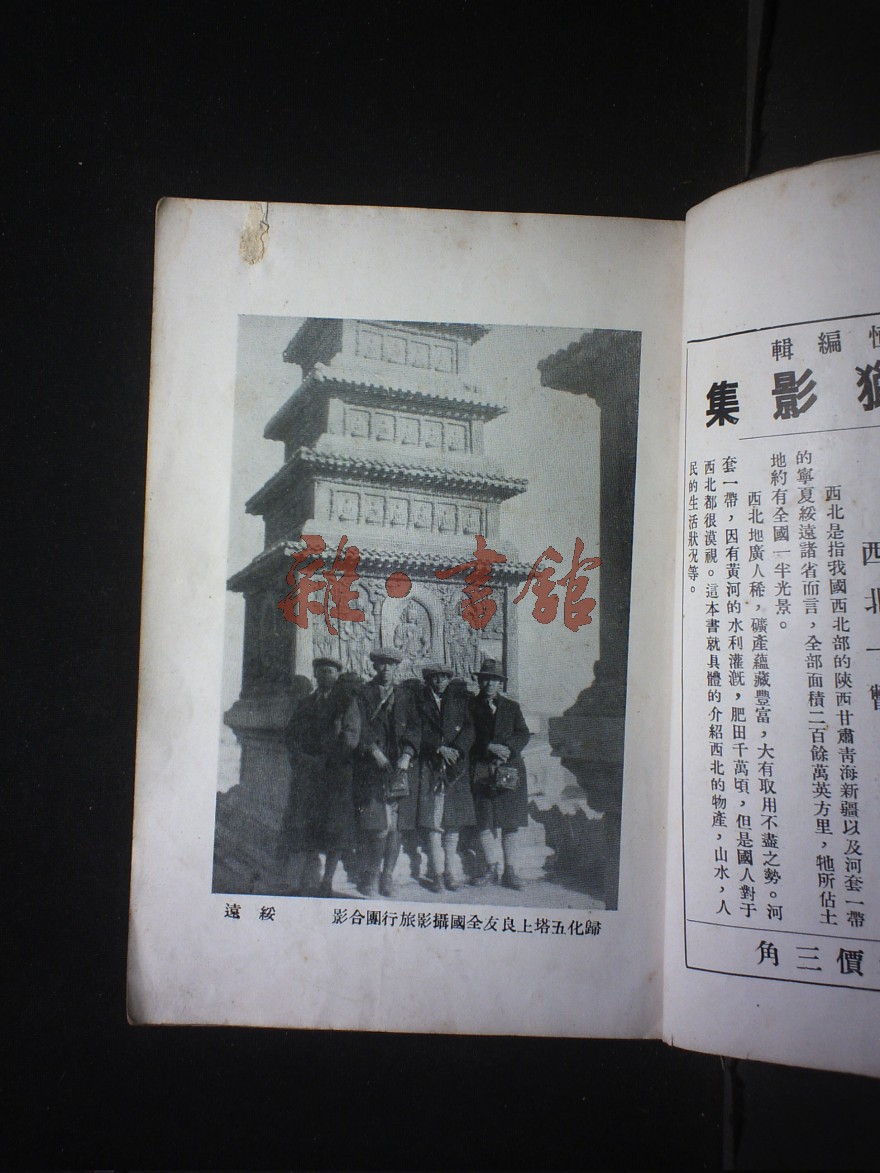 雜·書館
歸化五塔上良友全國攝影旅行團合影　綏遠
編輯
影集
西北一瞥
西北是指我國西北部的陝西甘肅青海新疆以及河套一帶
的寧夏綏遠諸省而言，全部面積二百餘萬英方里，牠所佔土
地約有全國一半光景。
西北地廣人稀，礦產蘊藏豐富，大有取用不盡之勢。河
套一帶，因有黃河的水利灌溉，肥田千萬頃，但是國人對于
西北都很漠視。這本書就具體的介紹西北的物產，山水，人
民的生活狀况等。
價三角